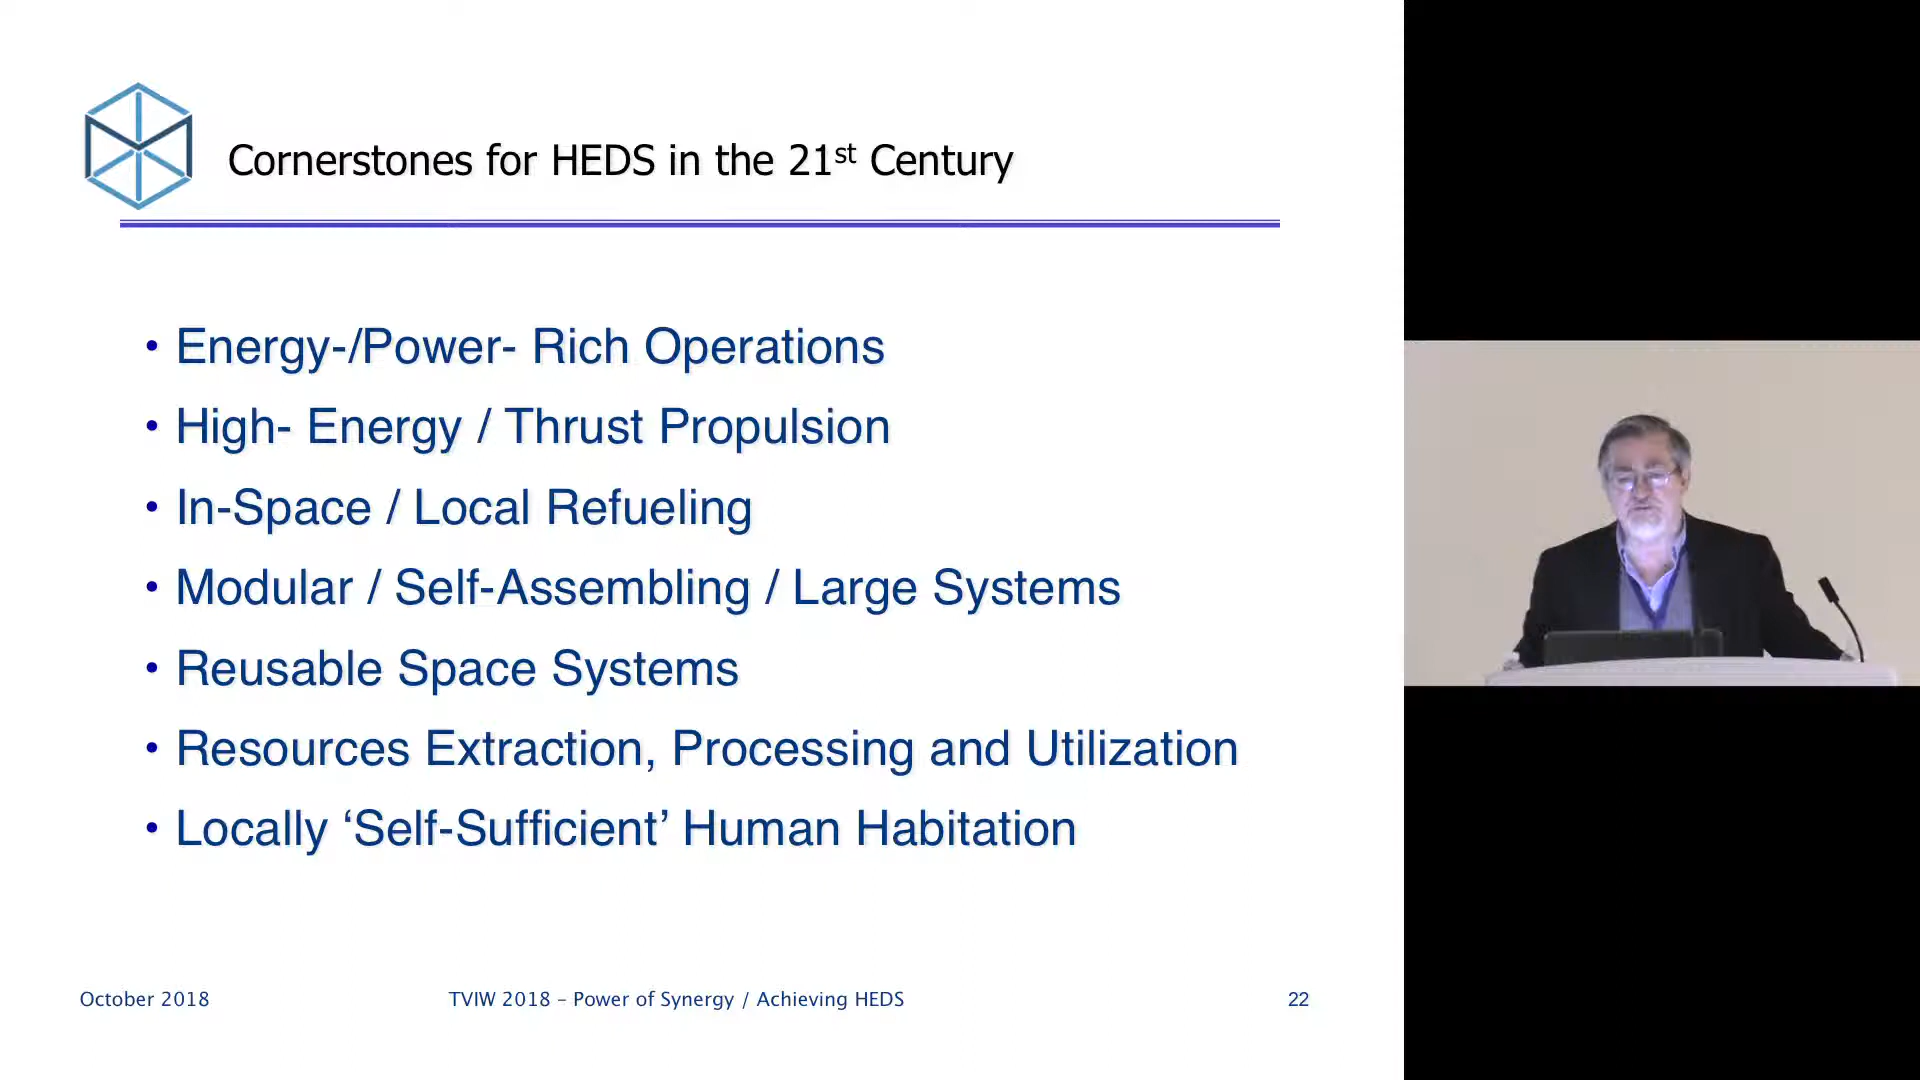 Cornerstones for HEDS in the 21st Century
• Energy-/Power- Rich Operations
• High- Energy / Thrust Propulsion
• In-Space / Local Refueling
• Modular / Self-Assembling / Large Systems
• Reusable Space Systems
• Resources Extraction, Processing and Utilization
• Locally ‘Self-Sufficient’ Human Habitation
October 2018
TVIW 2018 – Power of Synergy / Achieving HEDS
22